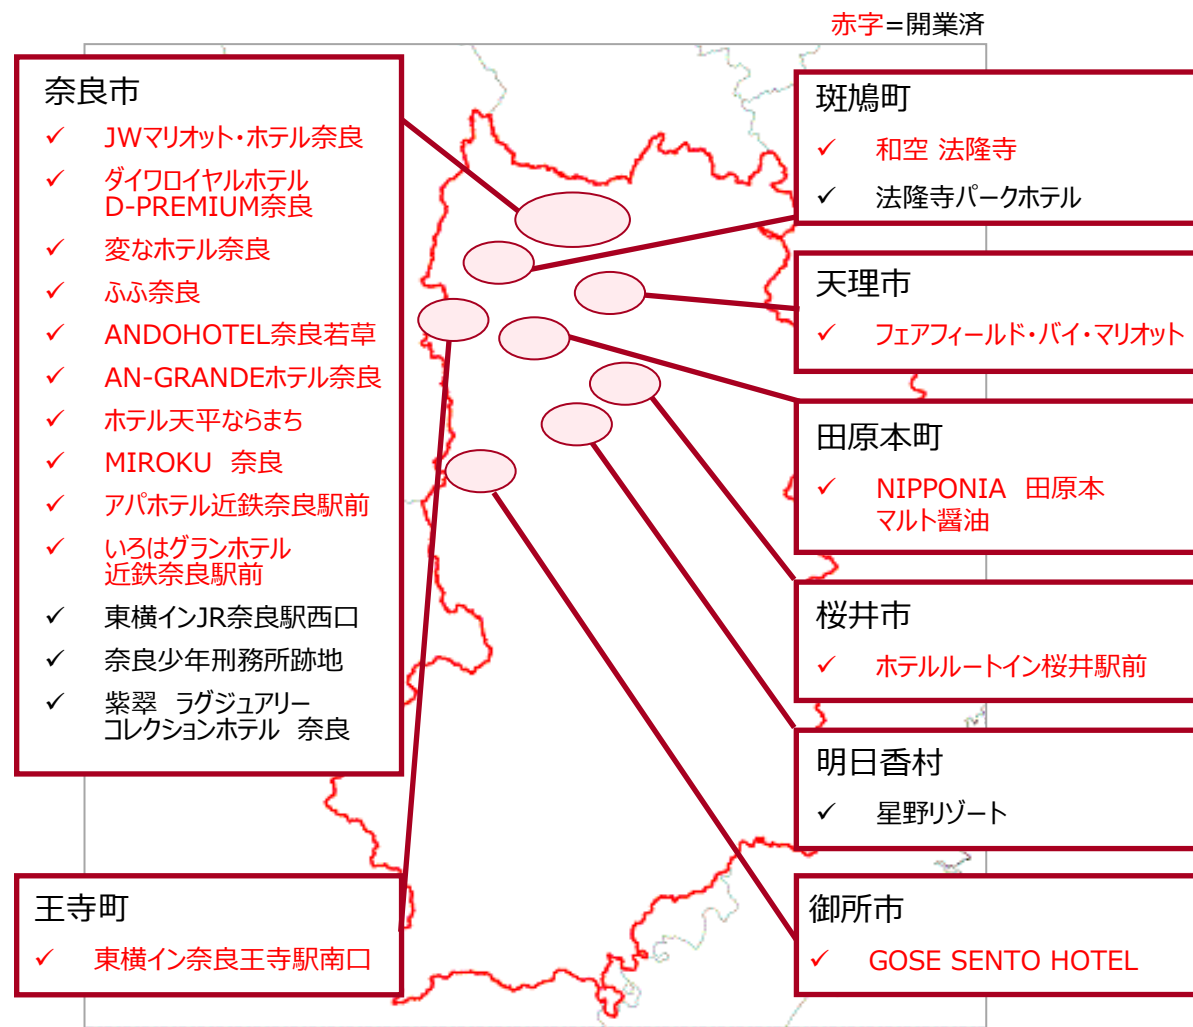 赤字=開業済
奈良市
✓ JWマリオット・ホテル奈良
✓ ダイワロイヤルホテル
D-PREMIUM奈良
✓ 変なホテル奈良
✓ ふふ奈良
✓ ANDOHOTEL奈良若草
✓ AN-GRANDEホテル奈良
✓ ホテル天平ならまち
✓ MIROKU 奈良
✓ アパホテル近鉄奈良駅前
✓ いろはグランホテル
近鉄奈良駅前
✓ 東横インJR奈良駅西口
✓ 奈良少年刑務所跡地
✓ 紫翠 ラグジュアリー
コレクションホテル 奈良
王寺町
✓ 東横イン奈良王寺駅南口
斑鳩町
✓ 和空 法隆寺
✓ 法隆寺パークホテル
天理市
✓ フェアフィールド・バイ・マリオット
田原本町
✓ NIPPONIA 田原本
マルト醤油
桜井市
✓ ホテルルートイン桜井駅前
明日香村
✓ 星野リゾート
御所市
✓ GOSE SENTO HOTEL